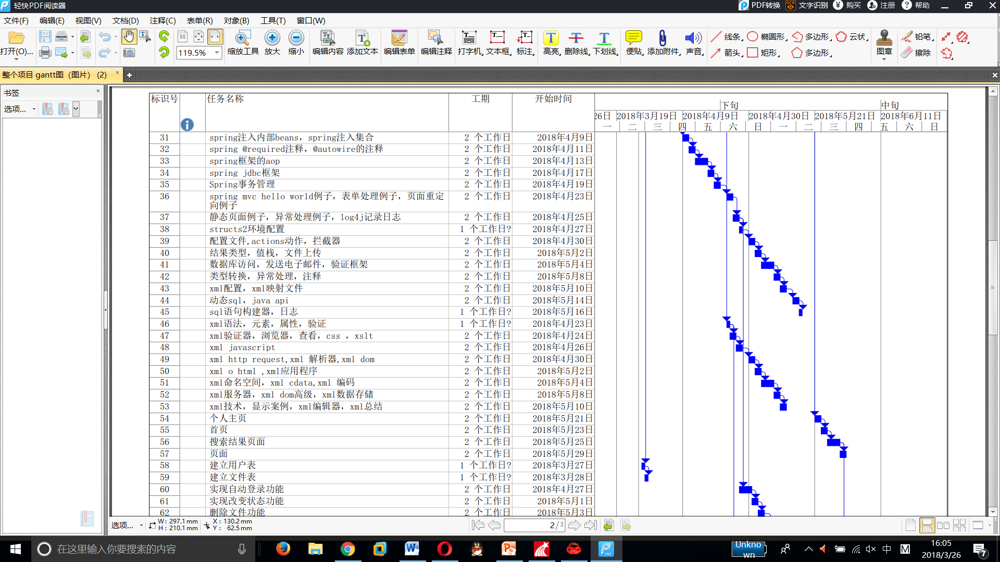 轻快PDF阅读器
PDF转换 文字识别 购买 注册 帮助
文件(F) 编辑(E) 视图(V) 文档(D) 注释(C) 表单(R) 对象(B) 工具(T) 窗口(W)
打开(O)... 119.5% 缩放工具 放大 缩小 编辑内容 添加文本 编辑表单 编辑注释 打字机 文本框 标注 高亮 删除线 下划线 便贴 添加附件 声音 线条 椭圆形 多边形 云状 箭头 矩形 多边形 图章 铅笔 擦除
整个项目 gantt图（图片） (2)
书签
选项...
标识号 任务名称 工期 开始时间
下旬 中旬
26日 2018年3月19日 2018年4月9日 2018年4月30日 2018年5月21日 2018年6月11日
一 二 三 四 五 六 日 一 二 三 四 五 六 日
31 spring注入内部beans，spring注入集合 2 个工作日 2018年4月9日
32 spring @required注释，@autowire的注释 2 个工作日 2018年4月11日
33 spring框架的aop 2 个工作日 2018年4月13日
34 spring jdbc框架 2 个工作日 2018年4月17日
35 Spring事务管理 2 个工作日 2018年4月19日
36 spring mvc hello world例子，表单处理例子，页面重定 2 个工作日 2018年4月23日
向例子
37 静态页面例子，异常处理例子，log4j记录日志 2 个工作日 2018年4月25日
38 structs2环境配置 1 个工作日? 2018年4月27日
39 配置文件,actions动作，拦截器 2 个工作日 2018年4月30日
40 结果类型，值栈，文件上传 2 个工作日 2018年5月2日
41 数据库访问，发送电子邮件，验证框架 2 个工作日 2018年5月4日
42 类型转换，异常处理，注释 2 个工作日 2018年5月8日
43 xml配置，xml映射文件 2 个工作日 2018年5月10日
44 动态sql，java api 2 个工作日 2018年5月14日
45 sql语句构建器，日志 1 个工作日? 2018年5月16日
46 xml语法，元素，属性，验证 1 个工作日? 2018年4月23日
47 xml验证器，浏览器，查看，css ，xslt 2 个工作日 2018年4月24日
48 xml javascript 2 个工作日 2018年4月26日
49 xml http request,xml 解析器,xml dom 2 个工作日 2018年4月30日
50 xml o html ,xml应用程序 2 个工作日 2018年5月2日
51 xml命名空间，xml cdata,xml 编码 2 个工作日 2018年5月4日
52 xml服务器，xml dom高级，xml数据存储 2 个工作日 2018年5月8日
53 xml技术，显示案例，xml编辑器，xml总结 2 个工作日 2018年5月10日
54 个人主页 2 个工作日 2018年5月21日
55 首页 2 个工作日 2018年5月23日
56 搜索结果页面 2 个工作日 2018年5月25日
57 页面 2 个工作日 2018年5月29日
58 建立用户表 1 个工作日? 2018年3月27日
59 建立文件表 1 个工作日? 2018年3月28日
60 实现自动登录功能 2 个工作日 2018年4月27日
61 实现改变状态功能 2 个工作日 2018年5月1日
62 删除文件功能 2 个工作日 2018年5月3日
选项... W: 297.1 mm H: 210.1 mm X: 130.2 mm Y: 62.5 mm 2/3
在这里输入你要搜索的内容
Unknown
中 M
16:05
2018/3/26
7